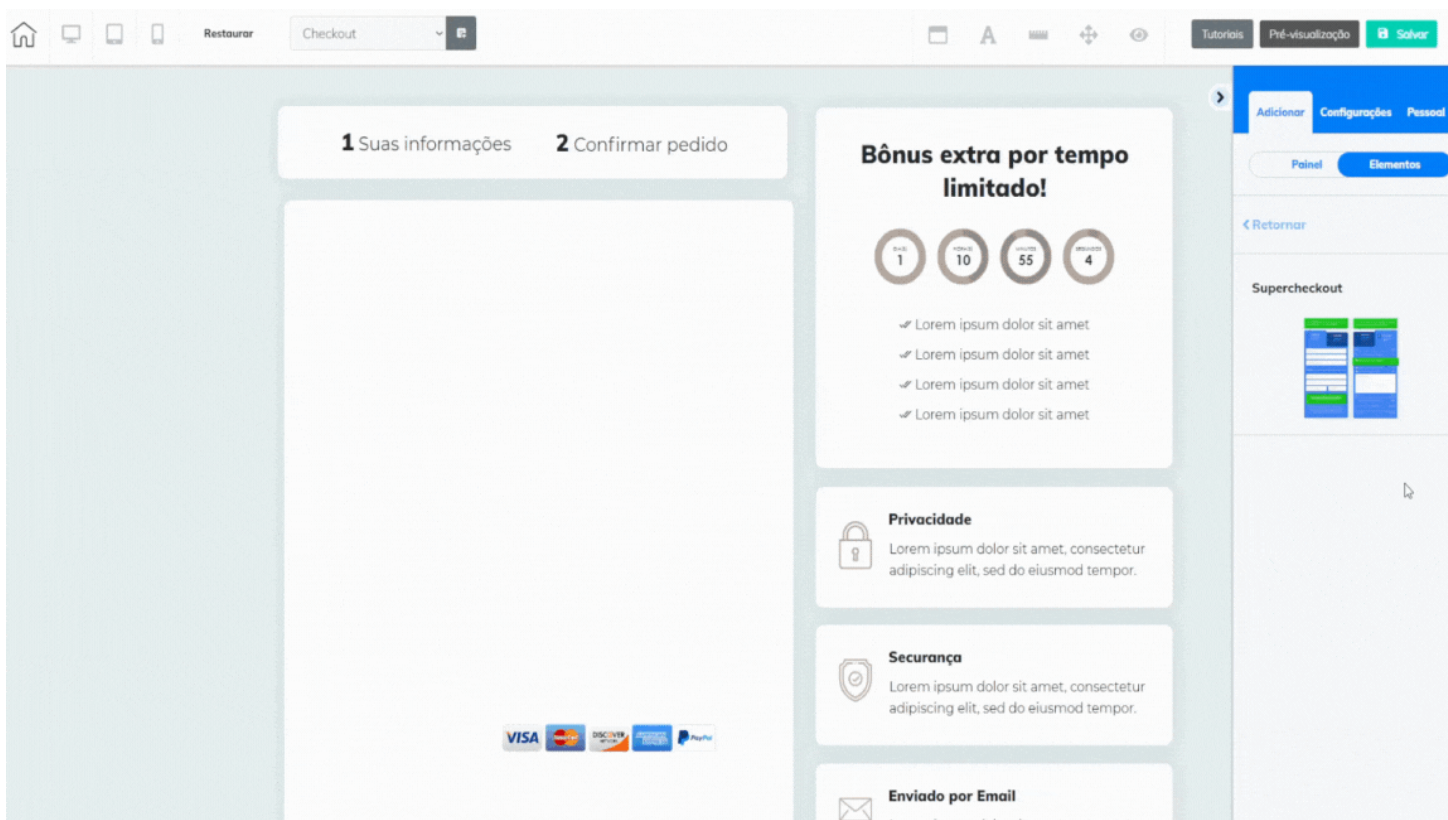 Restaurar
Checkout
A
Tutoriais
Pré-visualização
Salvar
1 Suas informações
2 Confirmar pedido
Bônus extra por tempo
limitado!
1
10
55
4
Lorem ipsum dolor sit amet
Lorem ipsum dolor sit amet
Lorem ipsum dolor sit amet
Lorem ipsum dolor sit amet
Privacidade
Lorem ipsum dolor sit amet, consectetur
adipiscing elit, sed do eiusmod tempor.
Segurança
Lorem ipsum dolor sit amet, consectetur
adipiscing elit, sed do eiusmod tempor.
Enviado por Email
VISA
DISCOVER
PayPal
Adicionar
Configurações
Pessoal
Painel
Elementos
Retornar
Supercheckout